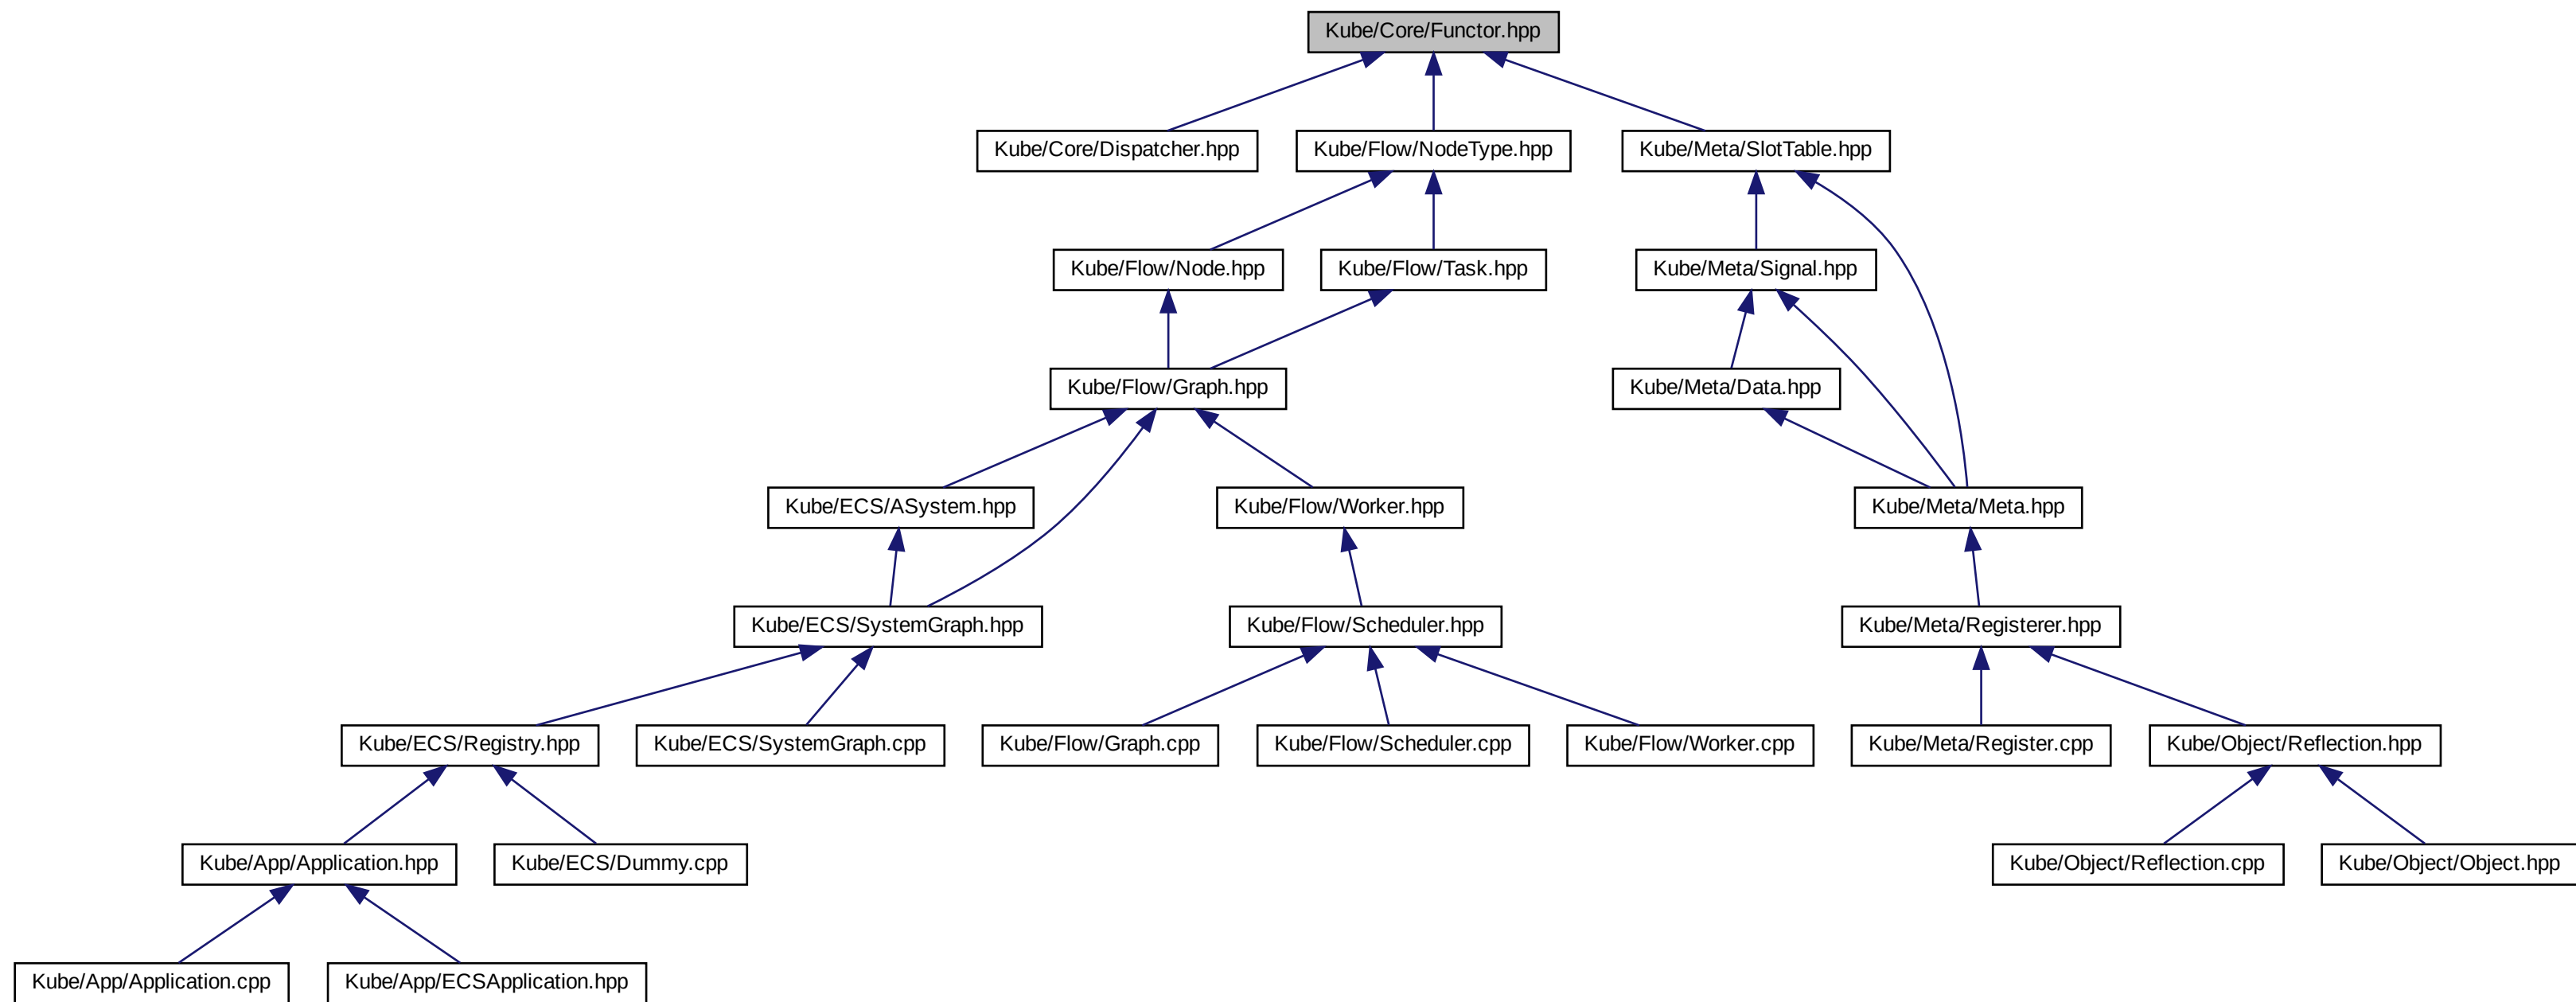 Kube/Core/Functor.hpp
Kube/Core/Dispatcher.hpp
Kube/Flow/NodeType.hpp
Kube/Meta/SlotTable.hpp
Kube/Flow/Node.hpp
Kube/Flow/Task.hpp
Kube/Meta/Signal.hpp
Kube/Flow/Graph.hpp
Kube/Meta/Data.hpp
Kube/ECS/ASystem.hpp
Kube/Flow/Worker.hpp
Kube/Meta/Meta.hpp
Kube/ECS/SystemGraph.hpp
Kube/Flow/Scheduler.hpp
Kube/Meta/Registerer.hpp
Kube/ECS/Registry.hpp
Kube/ECS/SystemGraph.cpp
Kube/Flow/Graph.cpp
Kube/Flow/Scheduler.cpp
Kube/Flow/Worker.cpp
Kube/Meta/Register.cpp
Kube/Object/Reflection.hpp
Kube/App/Application.hpp
Kube/ECS/Dummy.cpp
Kube/Object/Reflection.cpp
Kube/Object/Object.hpp
Kube/App/Application.cpp
Kube/App/ECSApplication.hpp